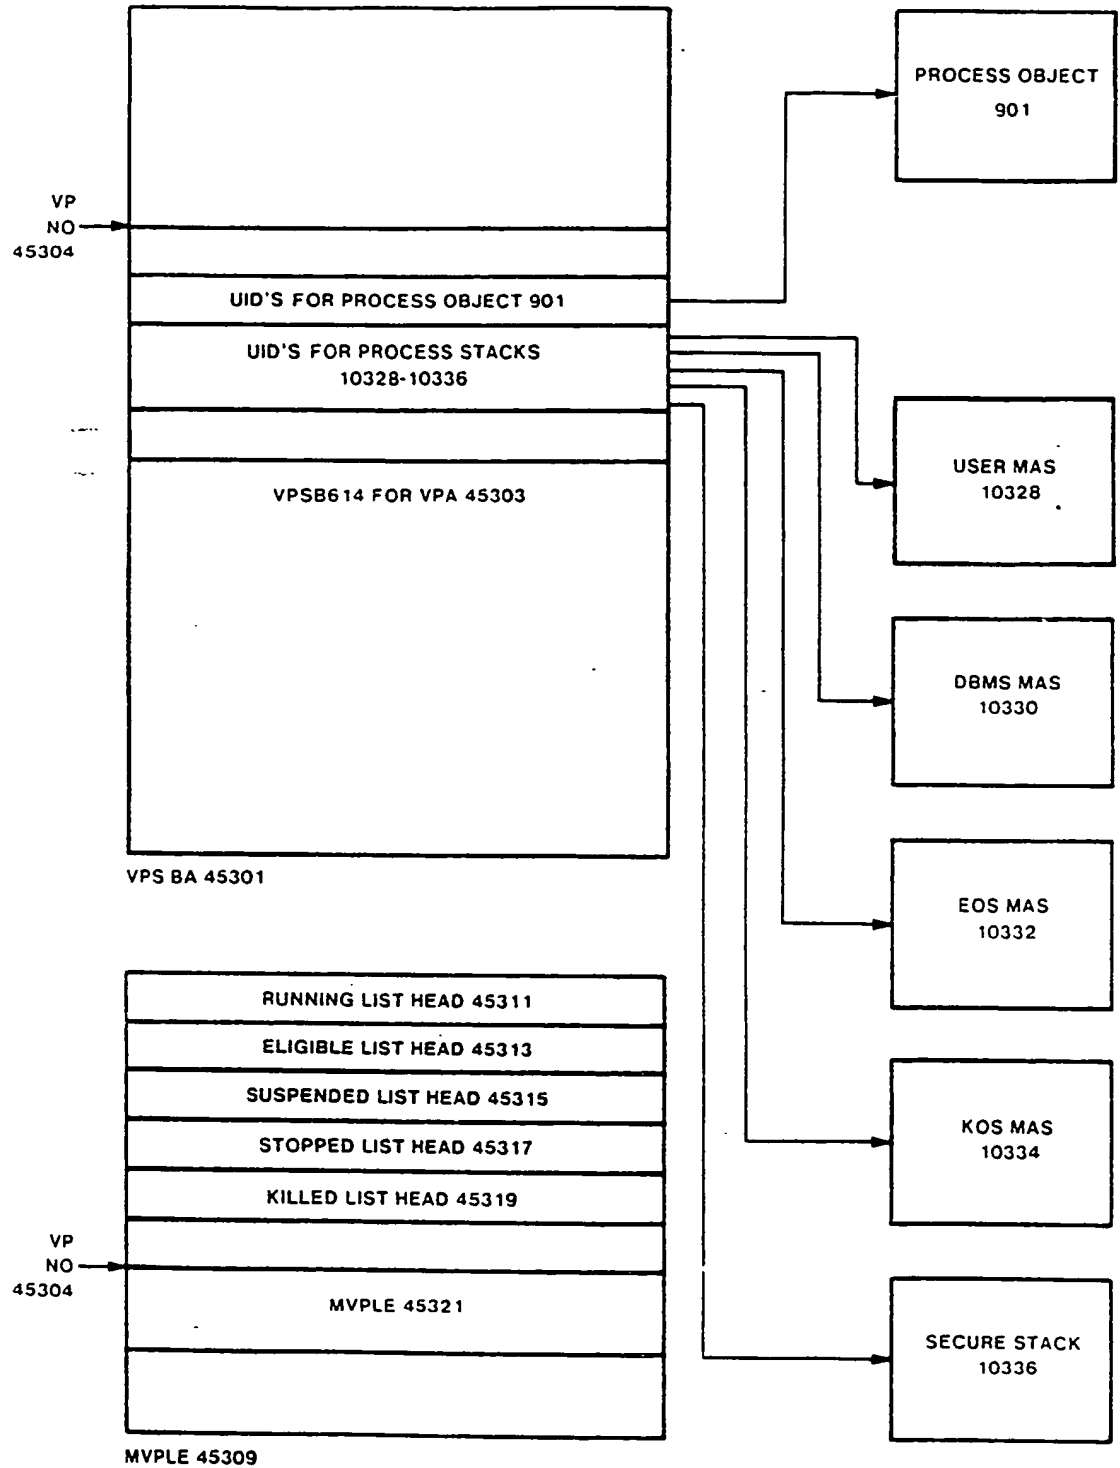 PROCESS OBJECT
901
VP
NO
45304
UID'S FOR PROCESS OBJECT 901
UID'S FOR PROCESS STACKS
10328-10336
VPSB614 FOR VPA 45303
USER MAS
10328
DBMS MAS
10330
VPS BA 45301
EOS MAS
10332
RUNNING LIST HEAD 45311
ELIGIBLE LIST HEAD 45313
SUSPENDED LIST HEAD 45315
STOPPED LIST HEAD 45317
KILLED LIST HEAD 45319
KOS MAS
10334
VP
NO
45304
MVPLE 45321
SECURE STACK
10336
MVPLE 45309